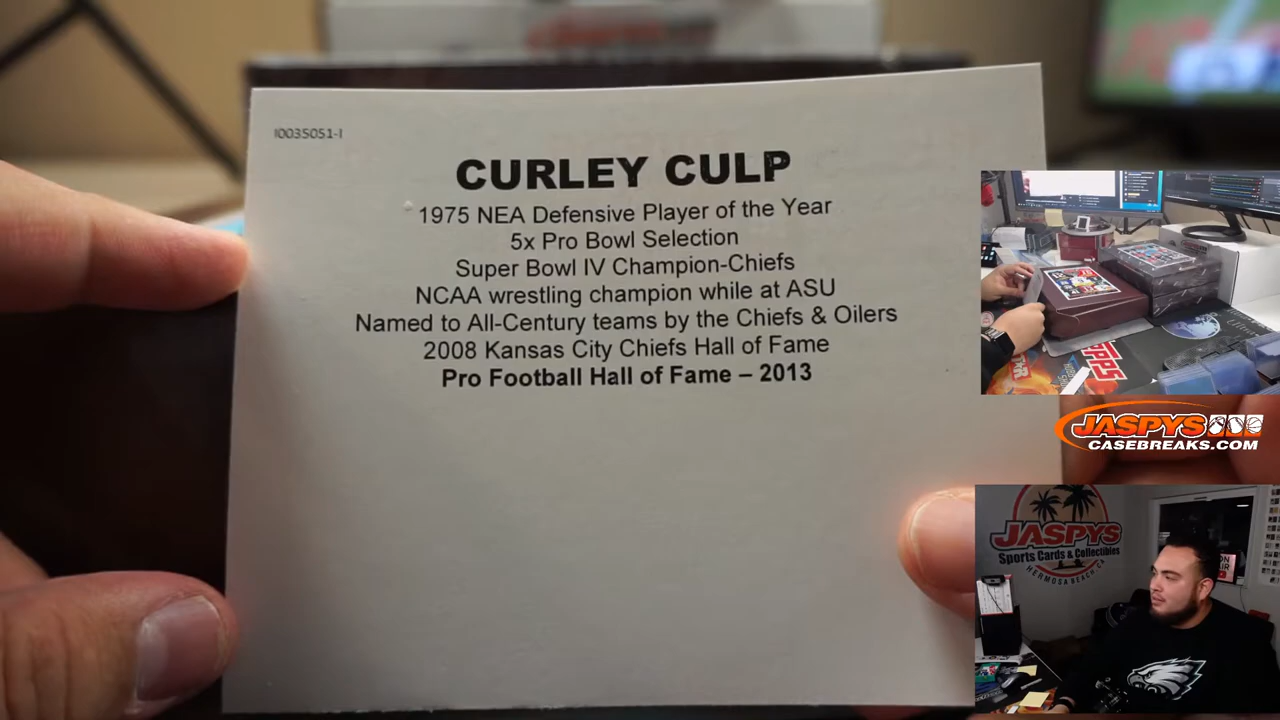 I0035051-I
CURLEY CULP
1975 NEA Defensive Player of the Year
5x Pro Bowl Selection
Super Bowl IV Champion-Chiefs
NCAA wrestling champion while at ASU
Named to All-Century teams by the Chiefs & Oilers
2008 Kansas City Chiefs Hall of Fame
Pro Football Hall of Fame – 2013
TOPPS
JASPYS
CASEBREAKS.COM
JASPYS
Sports Cards & Collectibles
HERMOSA BEACH, CA